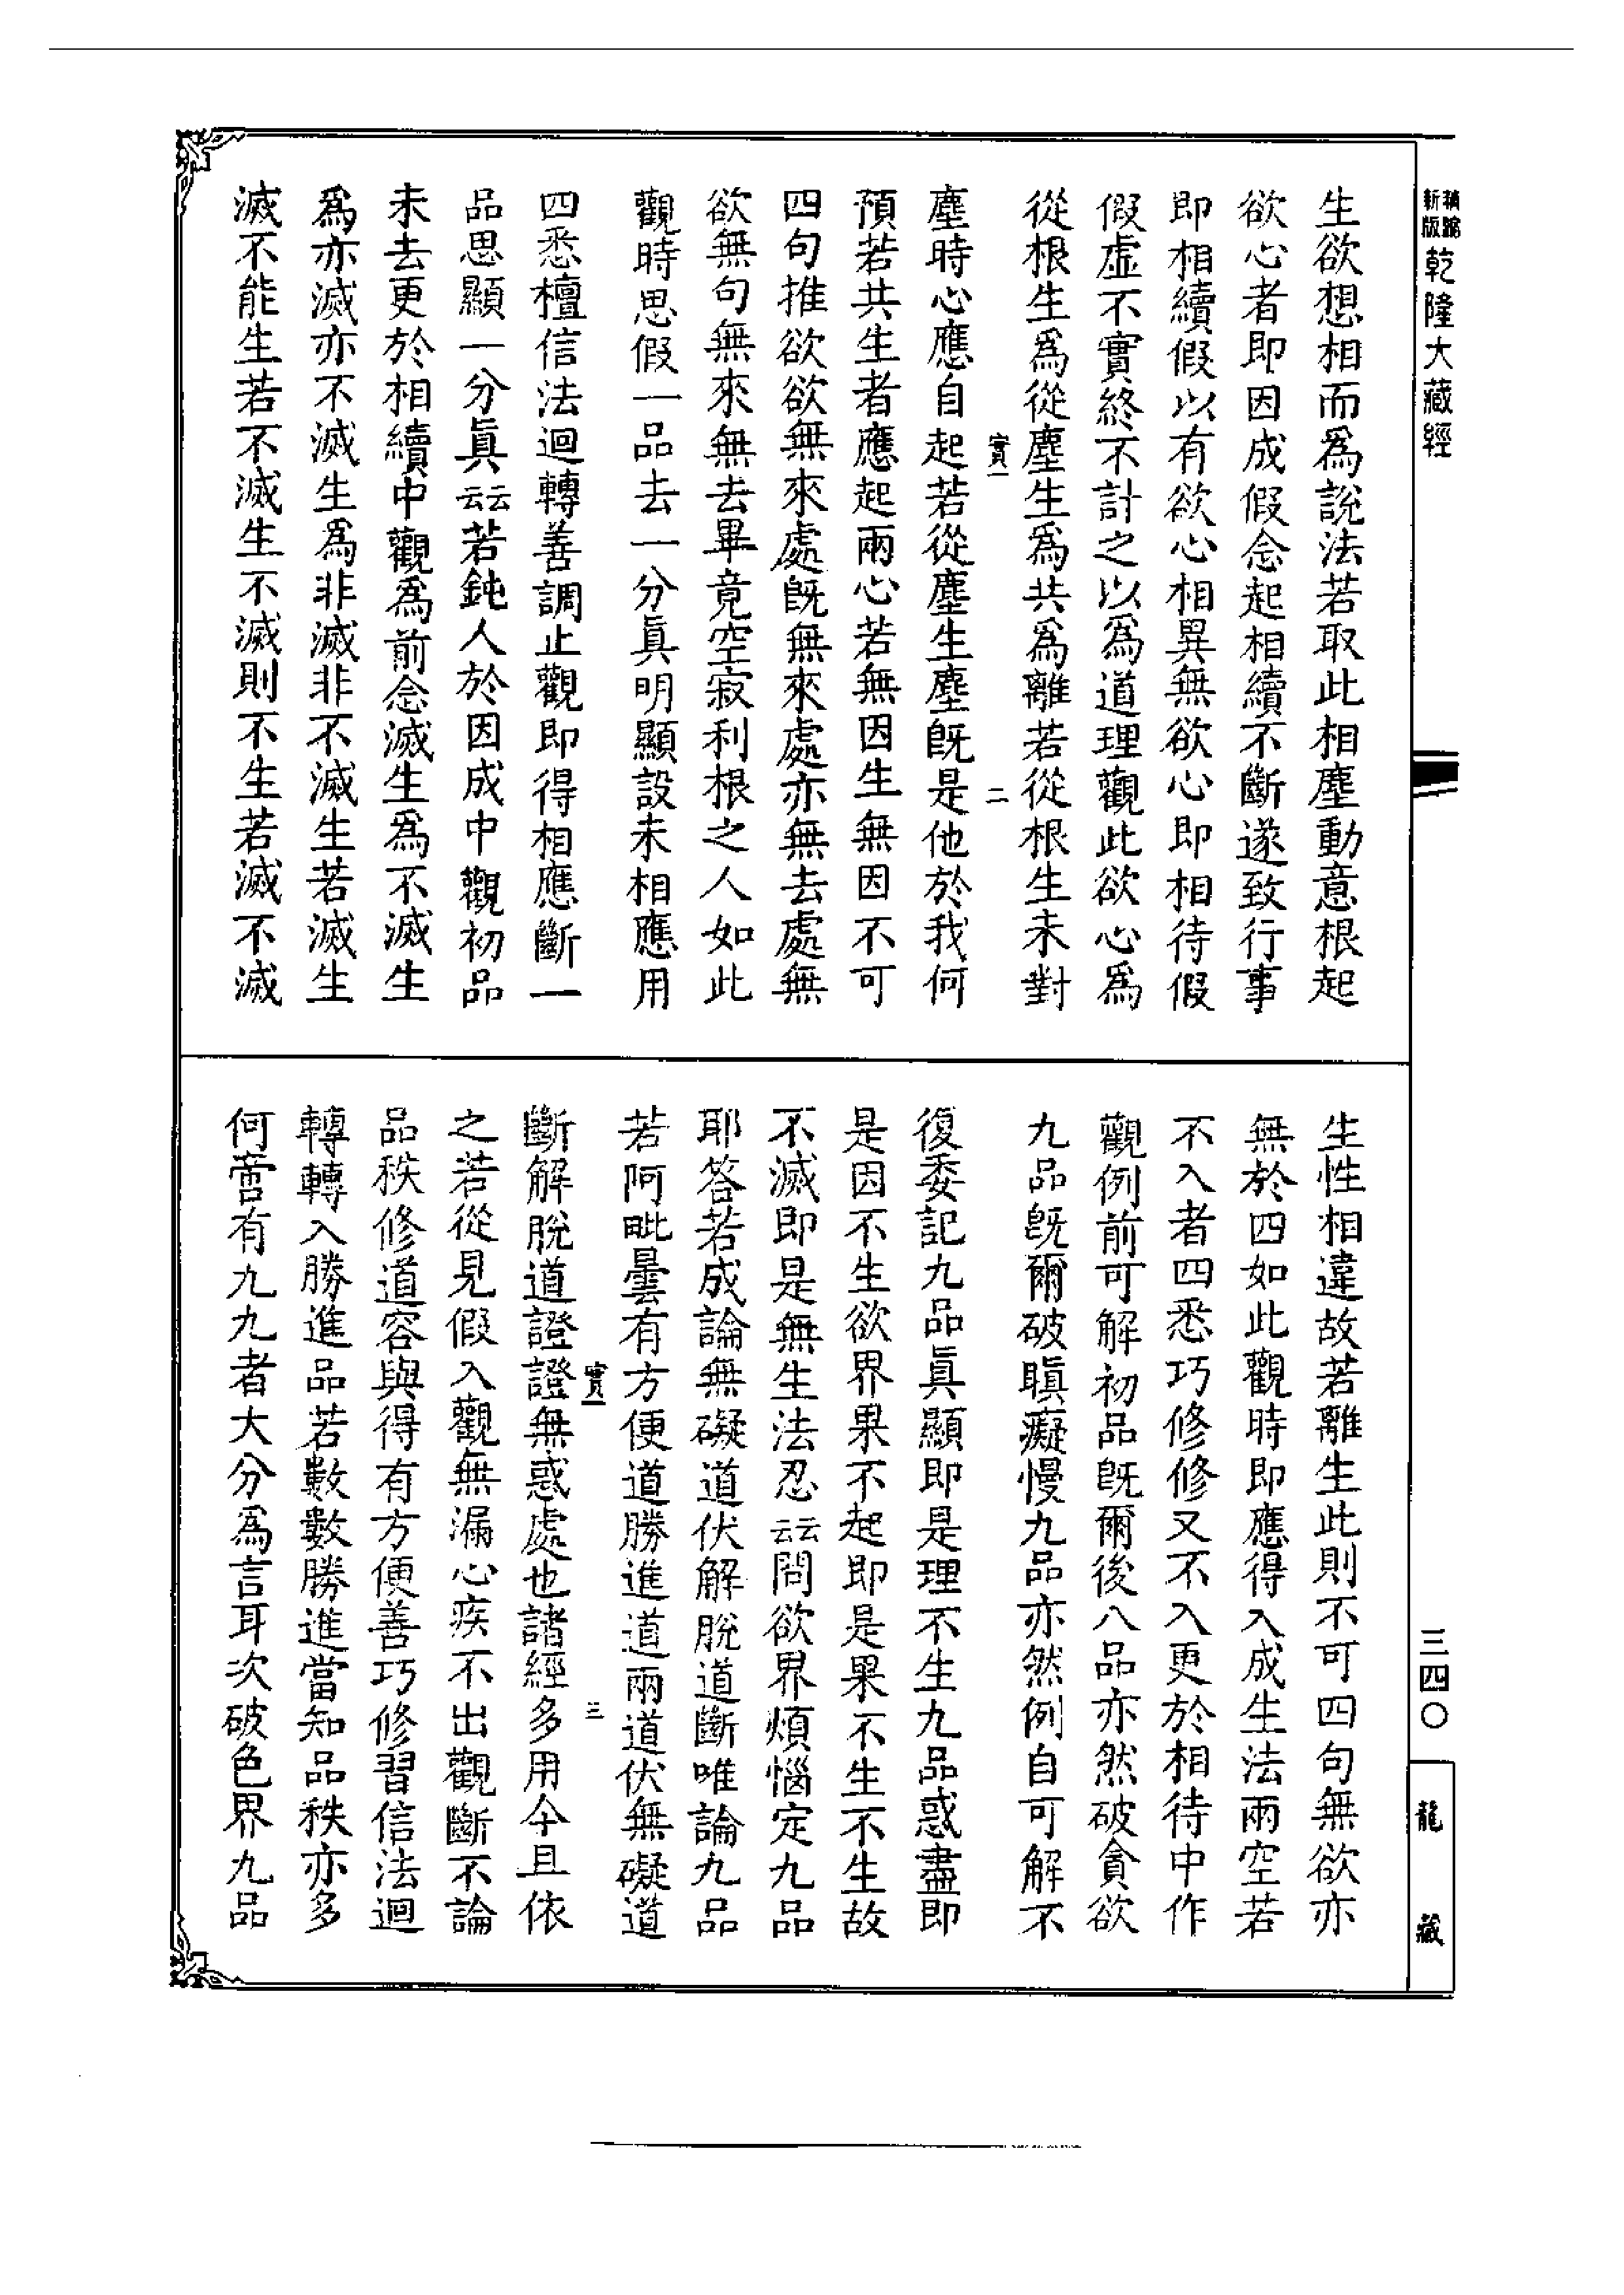 新版
乾隆大藏經
生欲想相而爲說法若取此相塵動意根起
欲心者即因成假念起相續不斷遂致行事
即相續假以有欲心相異無欲心即相待假
假虛不實終不計之以爲道理觀此欲心爲
從根生爲從塵生爲共爲離若從根生未對
實一
二
塵時心應自起若從塵生塵既是他於我何
預若共生者應起兩心若無因生無因不可
四句推欲欲無來處既無來處亦無去處無
欲無句無來無去畢竟空寂利根之人如此
觀時思假一品去一分眞明顯設未相應用
四悉檀信法迴轉善調止觀即得相應斷一
品思顯一分眞云云若鈍人於因成中觀初品
未去更於相續中觀爲前念滅生爲不滅生
爲亦滅亦不滅生爲非滅非不滅生若滅生
滅不能生若不滅生不滅則不生若滅不滅
生性相違故若離生此則不可四句無欲亦
無於四如此觀時即應得入成生法兩空若
不入者四悉巧修修又不入更於相待中作
觀例前可解初品既爾後八品亦然破貪欲
九品既爾破瞋癡慢九品亦然例自可解不
復委記九品眞顯即是理不生九品惑盡即
是因不生欲界果不起即是果不生不生故
不滅即是無生法忍云云問欲界煩惱定九品
耶答若成論無礙道伏解脫道斷唯論九品
若阿毗曇有方便道勝進道兩道伏無礙道
實一
三
斷解脫道證證無惑處也諸經多用今且依
之若從見假入觀無漏心疾不出觀斷不論
品秩修道容與得有方便善巧修習信法迴
轉轉入勝進品若數數勝進當知品秩亦多
何啻有九九者大分爲言耳次破色界九品
三四〇
龍藏